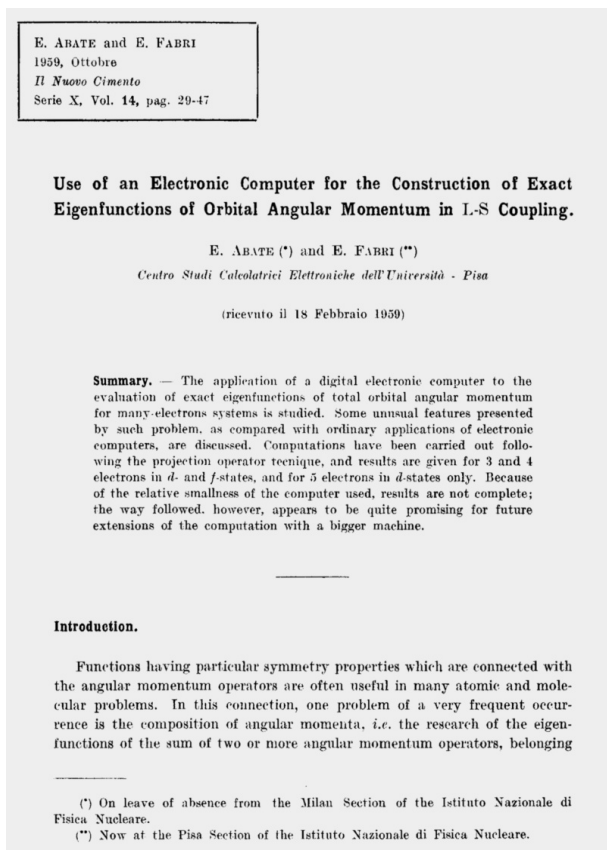 E. ABATE and E. FABRI
1959, Ottobre
Il Nuovo Cimento
Serie X, Vol. 14, pag. 29-47
Use of an Electronic Computer for the Construction of Exact
Eigenfunctions of Orbital Angular Momentum in L-S Coupling.
E. ABATE (*) and E. FABRI (**)
Centro Studi Calcolatrici Elettroniche dell'Università - Pisa
(ricevuto il 18 Febbraio 1959)
Summary. — The application of a digital electronic computer to the
evaluation of exact eigenfunctions of total orbital angular momentum
for many-electrons systems is studied. Some unusual features presented
by such problem, as compared with ordinary applications of electronic
computers, are discussed. Computations have been carried out follo-
wing the projection operator tecnique, and results are given for 3 and 4
electrons in d- and f-states, and for 5 electrons in d-states only. Because
of the relative smallness of the computer used, results are not complete;
the way followed, however, appears to be quite promising for future
extensions of the computation with a bigger machine.
Introduction.
Functions having particular symmetry properties which are connected with
the angular momentum operators are often useful in many atomic and mole-
cular problems. In this connection, one problem of a very frequent occur-
rence is the composition of angular momenta, i.e. the research of the eigen-
functions of the sum of two or more angular momentum operators, belonging
(*) On leave of absence from the Milan Section of the Istituto Nazionale di
Fisica Nucleare.
(**) Now at the Pisa Section of the Istituto Nazionale di Fisica Nucleare.